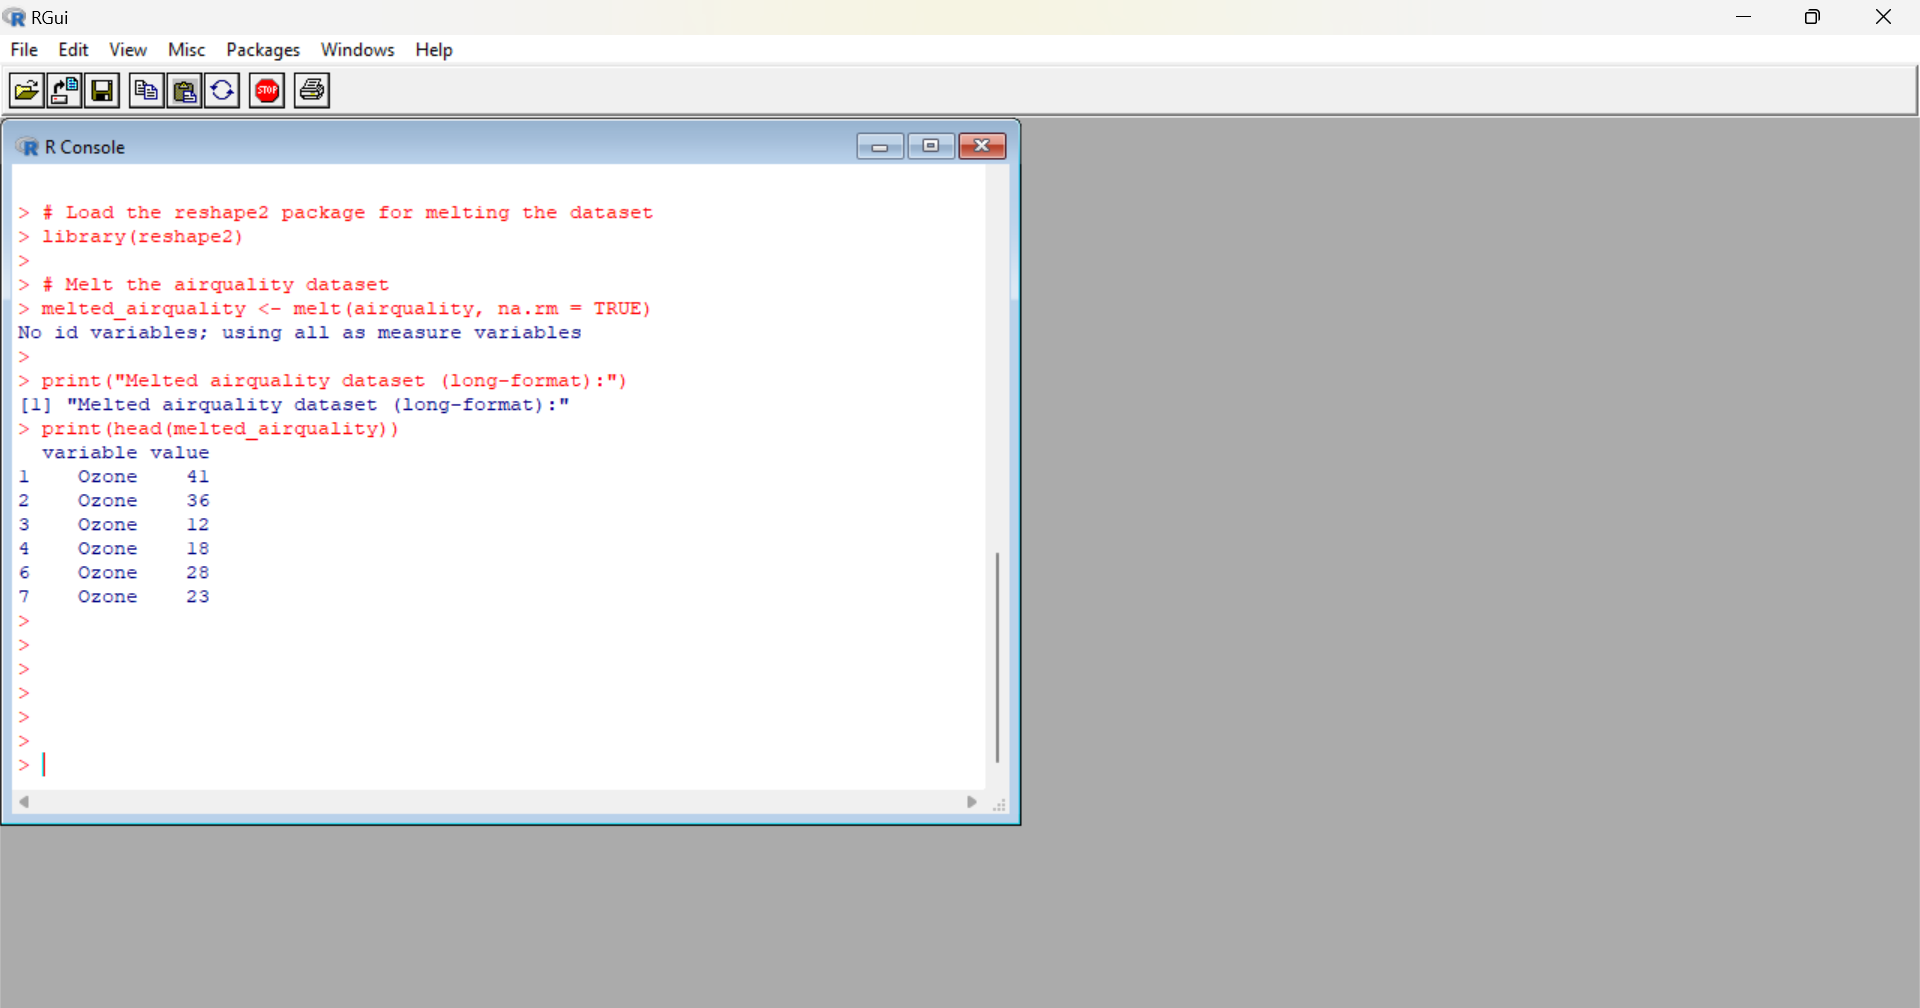 RGui
File Edit View Misc Packages Windows Help
STOP
R Console
> # Load the reshape2 package for melting the dataset
> library(reshape2)
>
> # Melt the airquality dataset
> melted_airquality <- melt(airquality, na.rm = TRUE)
No id variables; using all as measure variables
>
> print("Melted airquality dataset (long-format):")
[1] "Melted airquality dataset (long-format):"
> print(head(melted_airquality))
  variable value
1    Ozone    41
2    Ozone    36
3    Ozone    12
4    Ozone    18
6    Ozone    28
7    Ozone    23
>
>
>
>
>
>
>